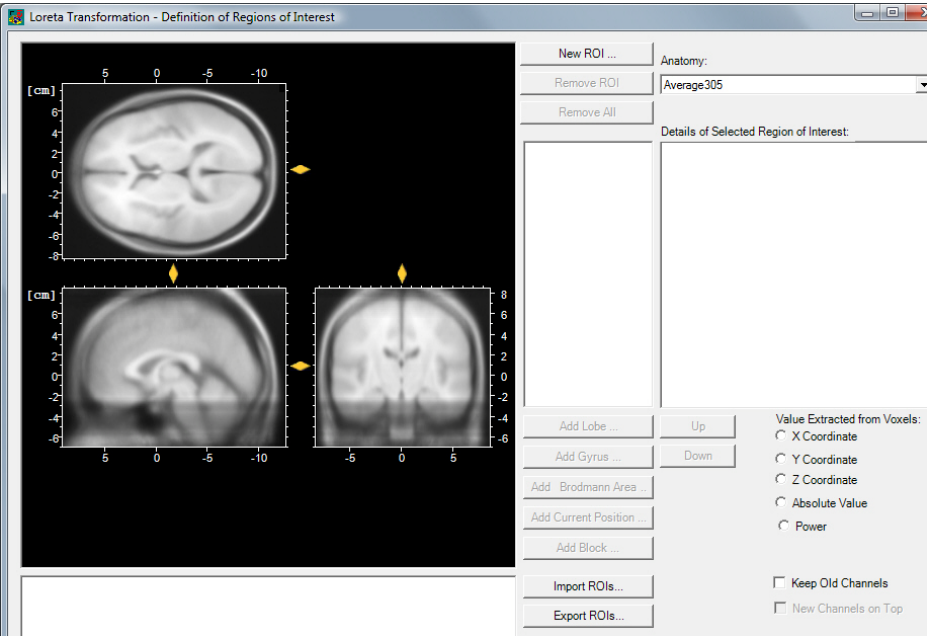 Loreta Transformation - Definition of Regions of Interest
New ROI ...
Anatomy:
Remove ROI
Average305
Remove All
Details of Selected Region of Interest:
5 0 -5 -10
[cm]
6
4
2
0
-2
-4
-6
-8
[cm]
6
4
2
0
-2
-4
-6
5 0 -5 -10
8
6
4
2
0
-2
-4
-6
-5 0 5
Add Lobe ...
Up
Value Extracted from Voxels:
X Coordinate
Add Gyrus ...
Down
Y Coordinate
Z Coordinate
Add Brodmann Area ..
Absolute Value
Add Current Position ...
Power
Add Block ...
Import ROIs...
Keep Old Channels
Export ROIs...
New Channels on Top